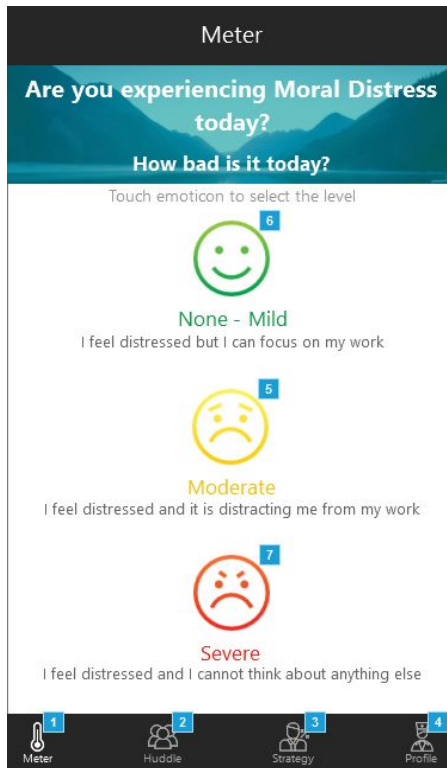 Meter
Are you experiencing Moral Distress
today?
How bad is it today?
Touch emoticon to select the level
6
None - Mild
I feel distressed but I can focus on my work
5
Moderate
I feel distressed and it is distracting me from my work
7
Severe
I feel distressed and I cannot think about anything else
1 2 3 4
Meter Huddle Strategy Profile